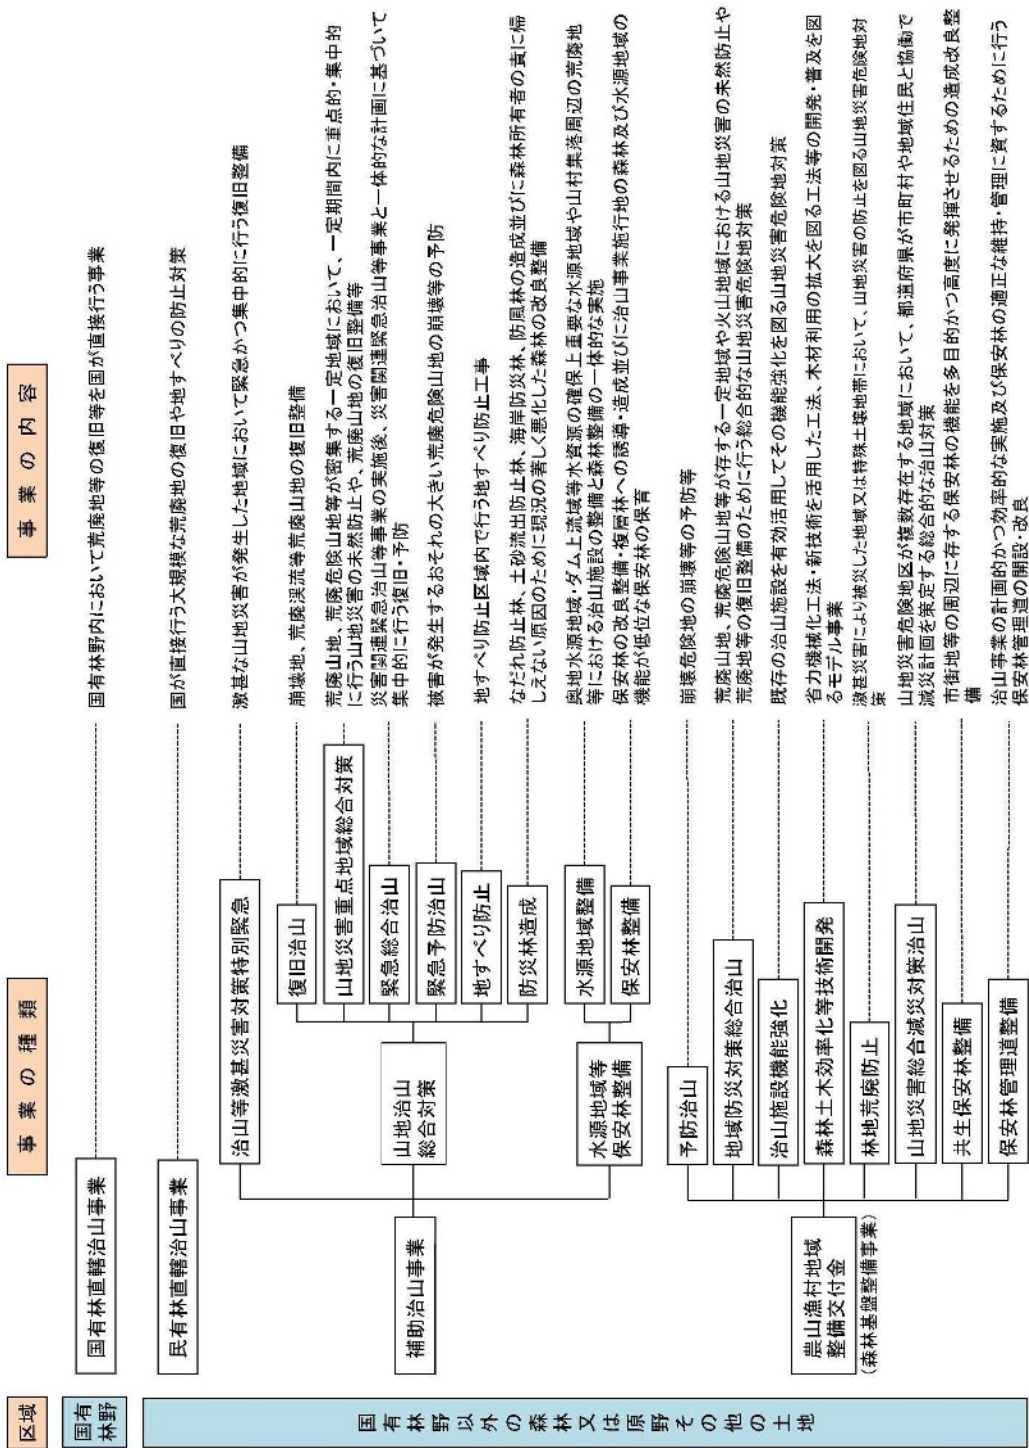 区域
事業の種類
事業の内容
国有
林野
国有林直轄治山事業
国有林野内において荒廃地等の復旧等を国が直接行う事業
国有林野以外の森林又は原野その他の土地
民有林直轄治山事業
国が直接行う大規模な荒廃地の復旧や地すべりの防止対策
補助治山事業
治山等激甚災害対策特別緊急
激甚な山地災害が発生した地域において緊急かつ集中的に行う復旧整備
山地治山
総合対策
復旧治山
崩壊地、荒廃渓流等荒廃山地の復旧整備
山地災害重点地域総合対策
荒廃山地、荒廃危険山地等が密集する一定地域において、一定期間内に重点的・集中的
に行う山地災害の未然防止や、荒廃山地の復旧整備等
緊急総合治山
災害関連緊急治山等事業の実施後、災害関連緊急治山等事業と一体的な計画に基づいて
集中的に行う復旧・予防
緊急予防治山
被害が発生するおそれの大きい荒廃危険山地の崩壊等の予防
地すべり防止
地すべり防止区域内で行う地すべり防止工事
防災林造成
なだれ防止林、土砂流出防止林、海岸防災林、防風林の造成並びに森林所有者の責に帰
しえない原因のために現況の著しく悪化した森林の改良整備
水源地域等
保安林整備
水源地域整備
奥地水源地域・ダム上流域等水資源の確保上重要な水源地域や山村集落周辺の荒廃地
等における治山施設の整備と森林整備の一体的な実施
保安林整備
保安林の改良整備・複層林への誘導・造成並びに治山事業施行地の森林及び水源地域の
機能が低位な保安林の保育
農山漁村地域
整備交付金
(森林基盤整備事業)
予防治山
崩壊危険地の崩壊等の予防等
地域防災対策総合治山
荒廃山地、荒廃危険山地等が存する一定地域や火山地域における山地災害の未然防止や
荒廃地等の復旧整備のために行う総合的な山地災害危険地対策
治山施設機能強化
既存の治山施設を有効活用してその機能強化を図る山地災害危険地対策
森林土木効率化等技術開発
省力機械化工法・新技術を活用した工法、木材利用の拡大を図る工法等の開発・普及を図
るモデル事業
林地荒廃防止
激甚災害により被災した地域又は特殊土壌地帯において、山地災害の防止を図る山地災害危険地対
策
山地災害総合減災対策治山
山地災害危険地区が複数存在する地域において、都道府県が市町村や地域住民と協働で
減災計画を策定する総合的な治山対策
共生保安林整備
市街地等の周辺に存する保安林の機能を多目的かつ高度に発揮させるための造成改良整
備
保安林管理道整備
治山事業の計画的かつ効率的な実施及び保安林の適正な維持・管理に資するために行う
保安林管理道の開設・改良